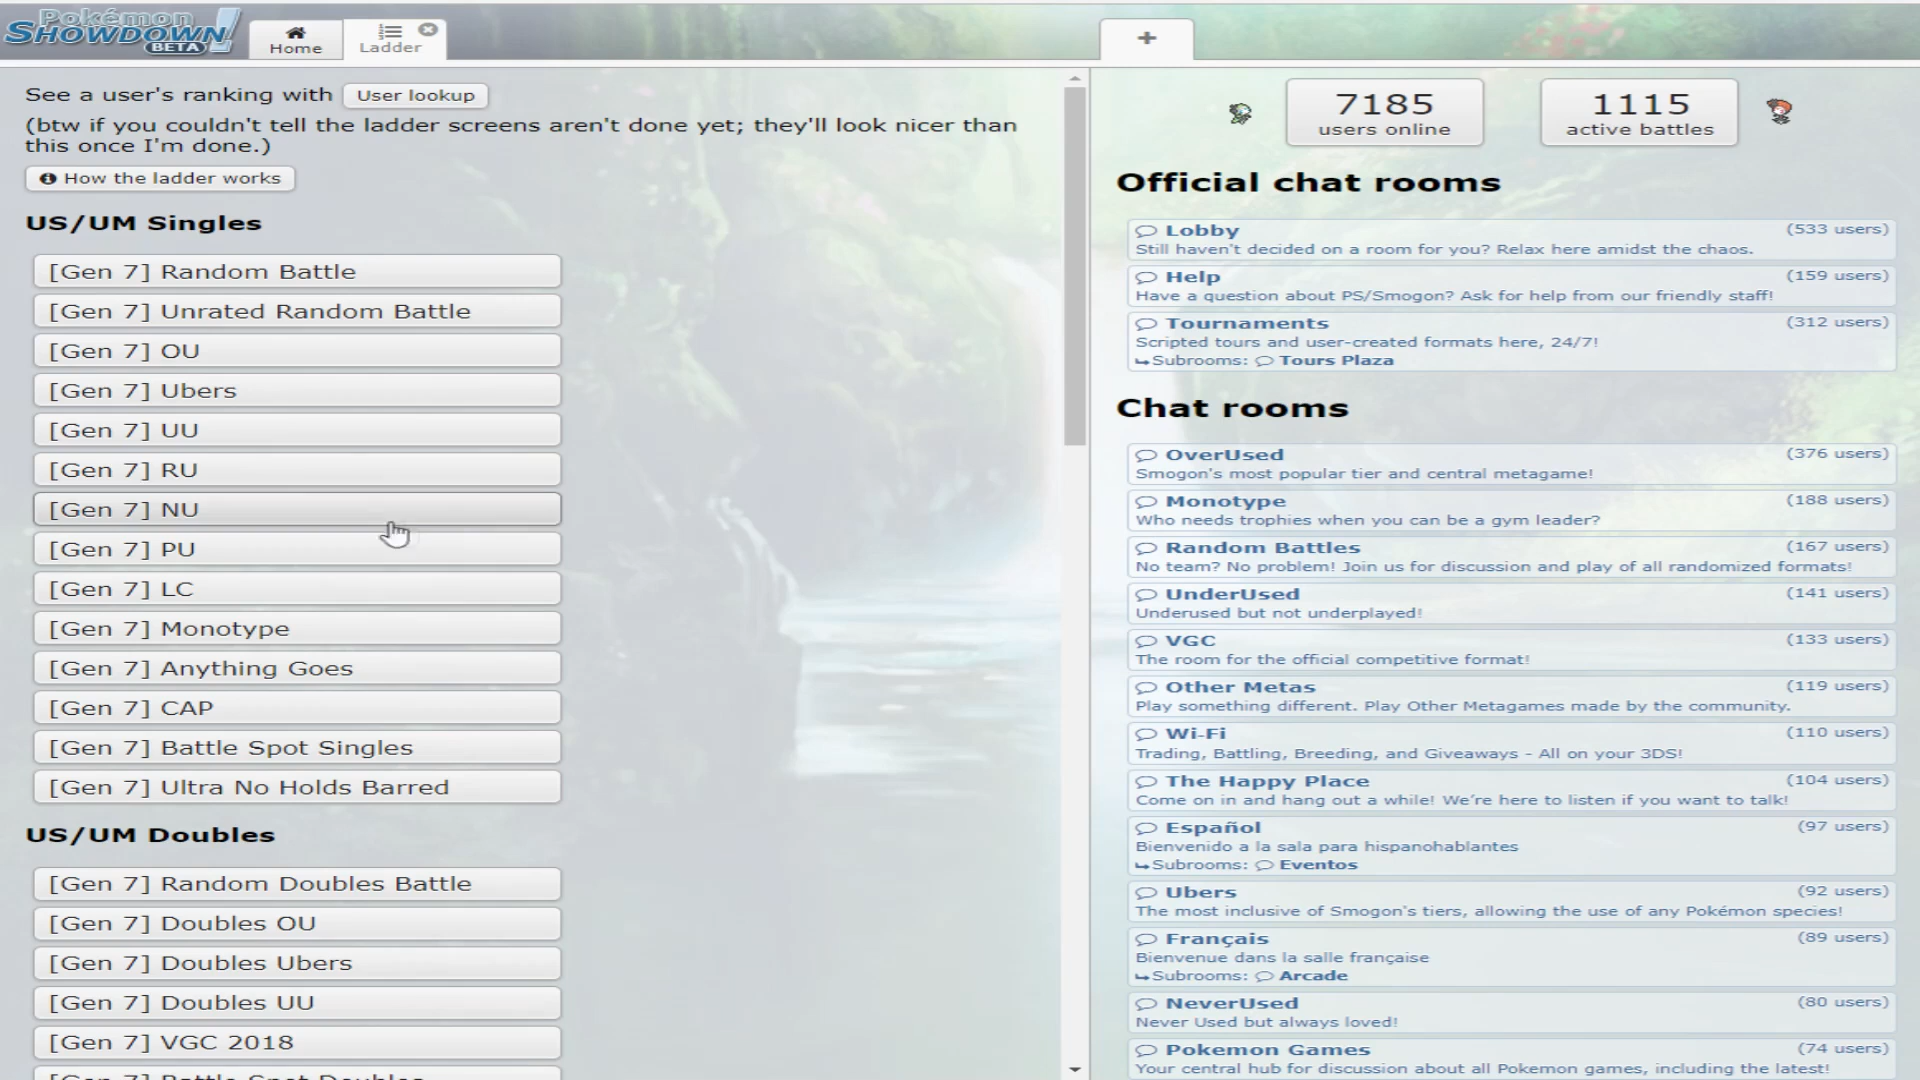 Pokémon
SHOWDOWN!
BETA
Home
Ladder
+
See a user's ranking with User lookup
(btw if you couldn't tell the ladder screens aren't done yet; they'll look nicer than
this once I'm done.)
How the ladder works
US/UM Singles
[Gen 7] Random Battle
[Gen 7] Unrated Random Battle
[Gen 7] OU
[Gen 7] Ubers
[Gen 7] UU
[Gen 7] RU
[Gen 7] NU
[Gen 7] PU
[Gen 7] LC
[Gen 7] Monotype
[Gen 7] Anything Goes
[Gen 7] CAP
[Gen 7] Battle Spot Singles
[Gen 7] Ultra No Holds Barred
US/UM Doubles
[Gen 7] Random Doubles Battle
[Gen 7] Doubles OU
[Gen 7] Doubles Ubers
[Gen 7] Doubles UU
[Gen 7] VGC 2018
[Gen 7] Battle Spot Doubles
7185
users online
1115
active battles
Official chat rooms
Lobby (533 users)
Still haven't decided on a room for you? Relax here amidst the chaos.
Help (159 users)
Have a question about PS/Smogon? Ask for help from our friendly staff!
Tournaments (312 users)
Scripted tours and user-created formats here, 24/7!
Subrooms: Tours Plaza
Chat rooms
OverUsed (376 users)
Smogon's most popular tier and central metagame!
Monotype (188 users)
Who needs trophies when you can be a gym leader?
Random Battles (167 users)
No team? No problem! Join us for discussion and play of all randomized formats!
UnderUsed (141 users)
Underused but not underplayed!
VGC (133 users)
The room for the official competitive format!
Other Metas (119 users)
Play something different. Play Other Metagames made by the community.
Wi-Fi (110 users)
Trading, Battling, Breeding, and Giveaways - All on your 3DS!
The Happy Place (104 users)
Come on in and hang out a while! We're here to listen if you want to talk!
Español (97 users)
Bienvenido a la sala para hispanohablantes
Subrooms: Eventos
Ubers (92 users)
The most inclusive of Smogon's tiers, allowing the use of any Pokémon species!
Français (89 users)
Bienvenue dans la salle française
Subrooms: Arcade
NeverUsed (80 users)
Never Used but always loved!
Pokemon Games (74 users)
Your central hub for discussion about all Pokemon games, including the latest!